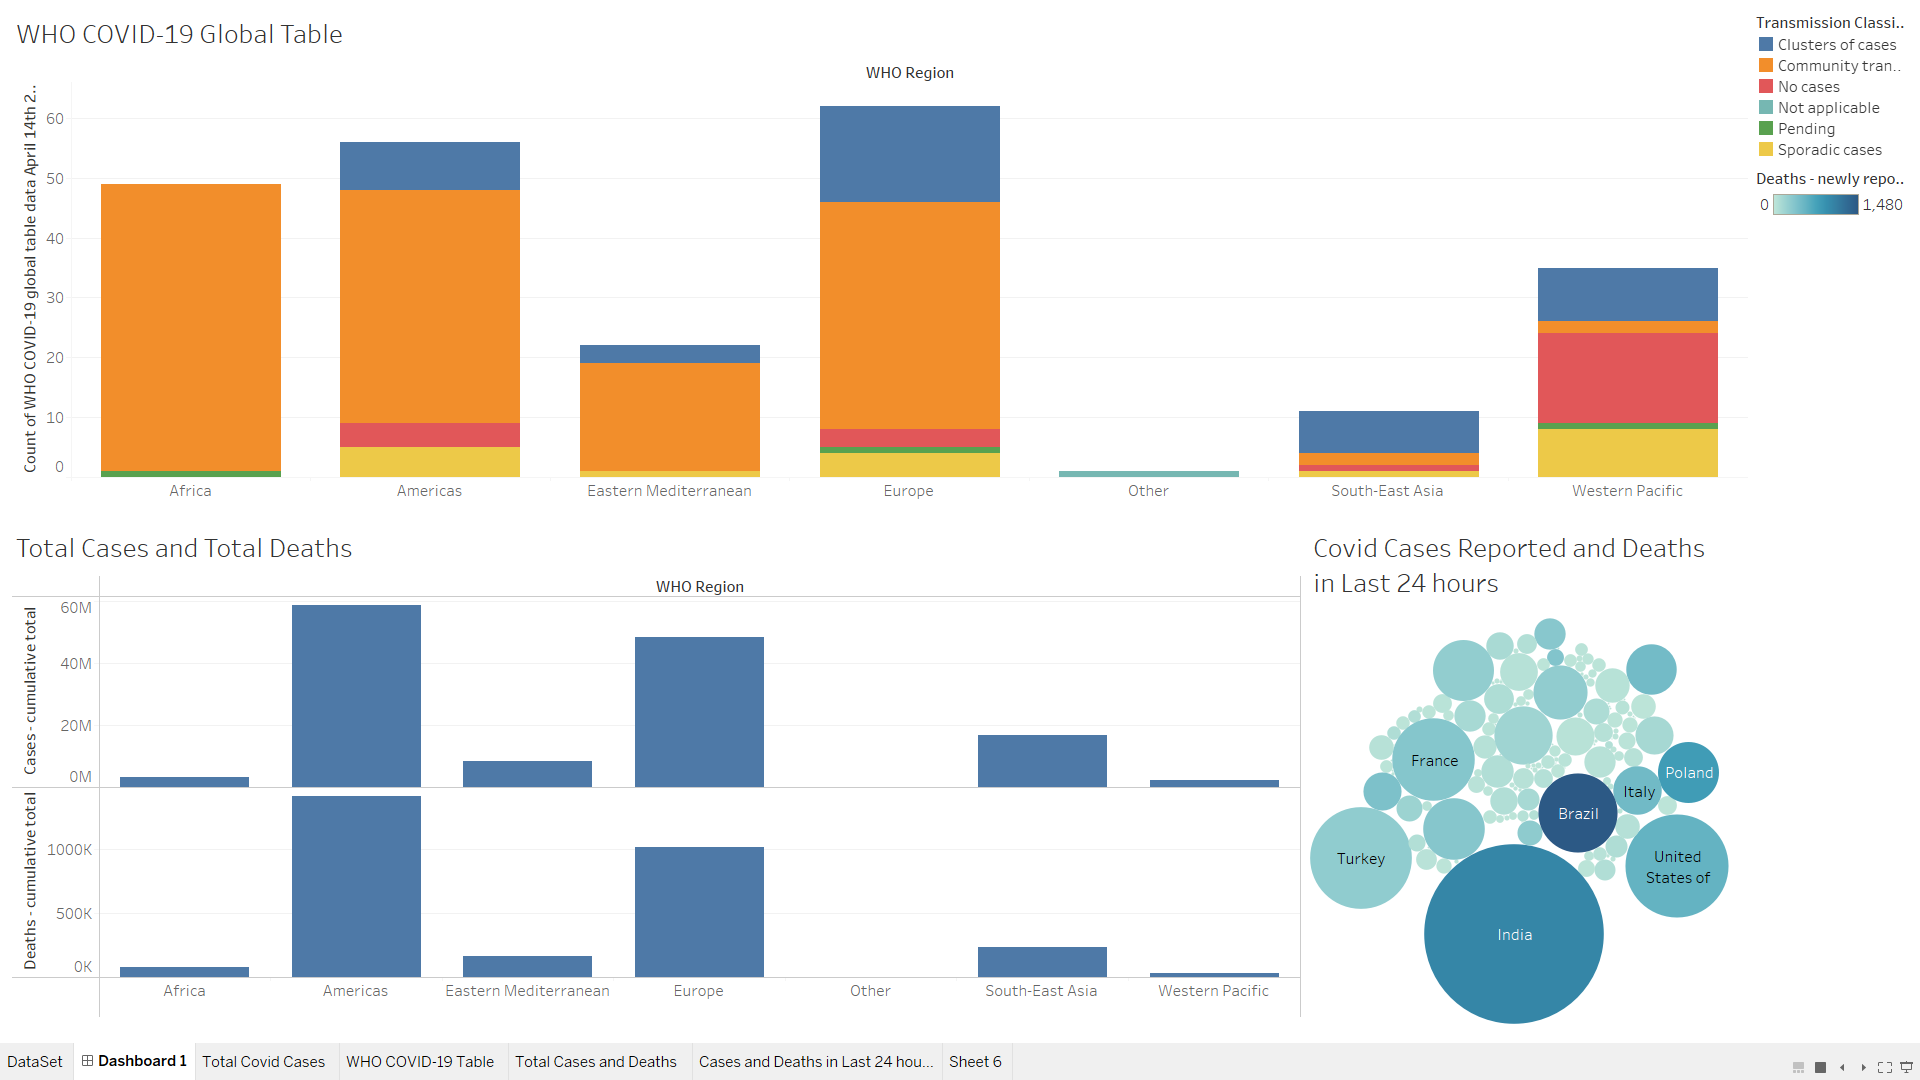 WHO COVID-19 Global Table
WHO Region
Count of WHO COVID-19 global table data April 14th 2..
60
50
40
30
20
10
0
Africa
Americas
Eastern Mediterranean
Europe
Other
South-East Asia
Western Pacific
Transmission Classi..
Clusters of cases
Community tran..
No cases
Not applicable
Pending
Sporadic cases
Deaths - newly repo..
0
1,480
Total Cases and Total Deaths
WHO Region
Cases - cumulative total
60M
40M
20M
0M
Deaths - cumulative total
1000K
500K
0K
Africa
Americas
Eastern Mediterranean
Europe
Other
South-East Asia
Western Pacific
Covid Cases Reported and Deaths
in Last 24 hours
France
Poland
Italy
Brazil
Turkey
United
States of
India
DataSet
Dashboard 1
Total Covid Cases
WHO COVID-19 Table
Total Cases and Deaths
Cases and Deaths in Last 24 hou...
Sheet 6